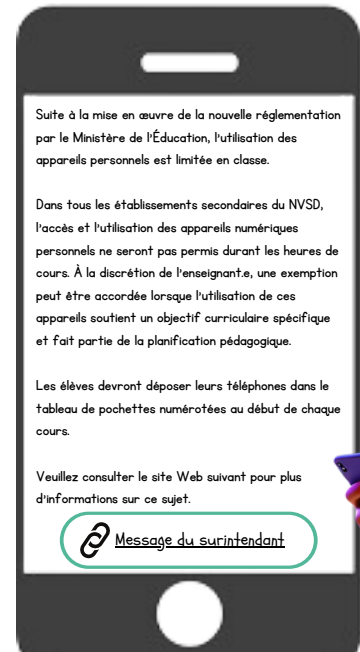 Suite à la mise en œuvre de la nouvelle réglementation
par le Ministère de l'Éducation, l'utilisation des
appareils personnels est limitée en classe.
Dans tous les établissements secondaires du NVSD,
l'accès et l'utilisation des appareils numériques
personnels ne seront pas permis durant les heures de
cours. À la discrétion de l'enseignant.e, une exemption
peut être accordée lorsque l'utilisation de ces
appareils soutient un objectif curriculaire spécifique
et fait partie de la planification pédagogique.
Les élèves devront déposer leurs téléphones dans le
tableau de pochettes numérotées au début de chaque
cours.
Veuillez consulter le site Web suivant pour plus
d'informations sur ce sujet.
Message du surintendant